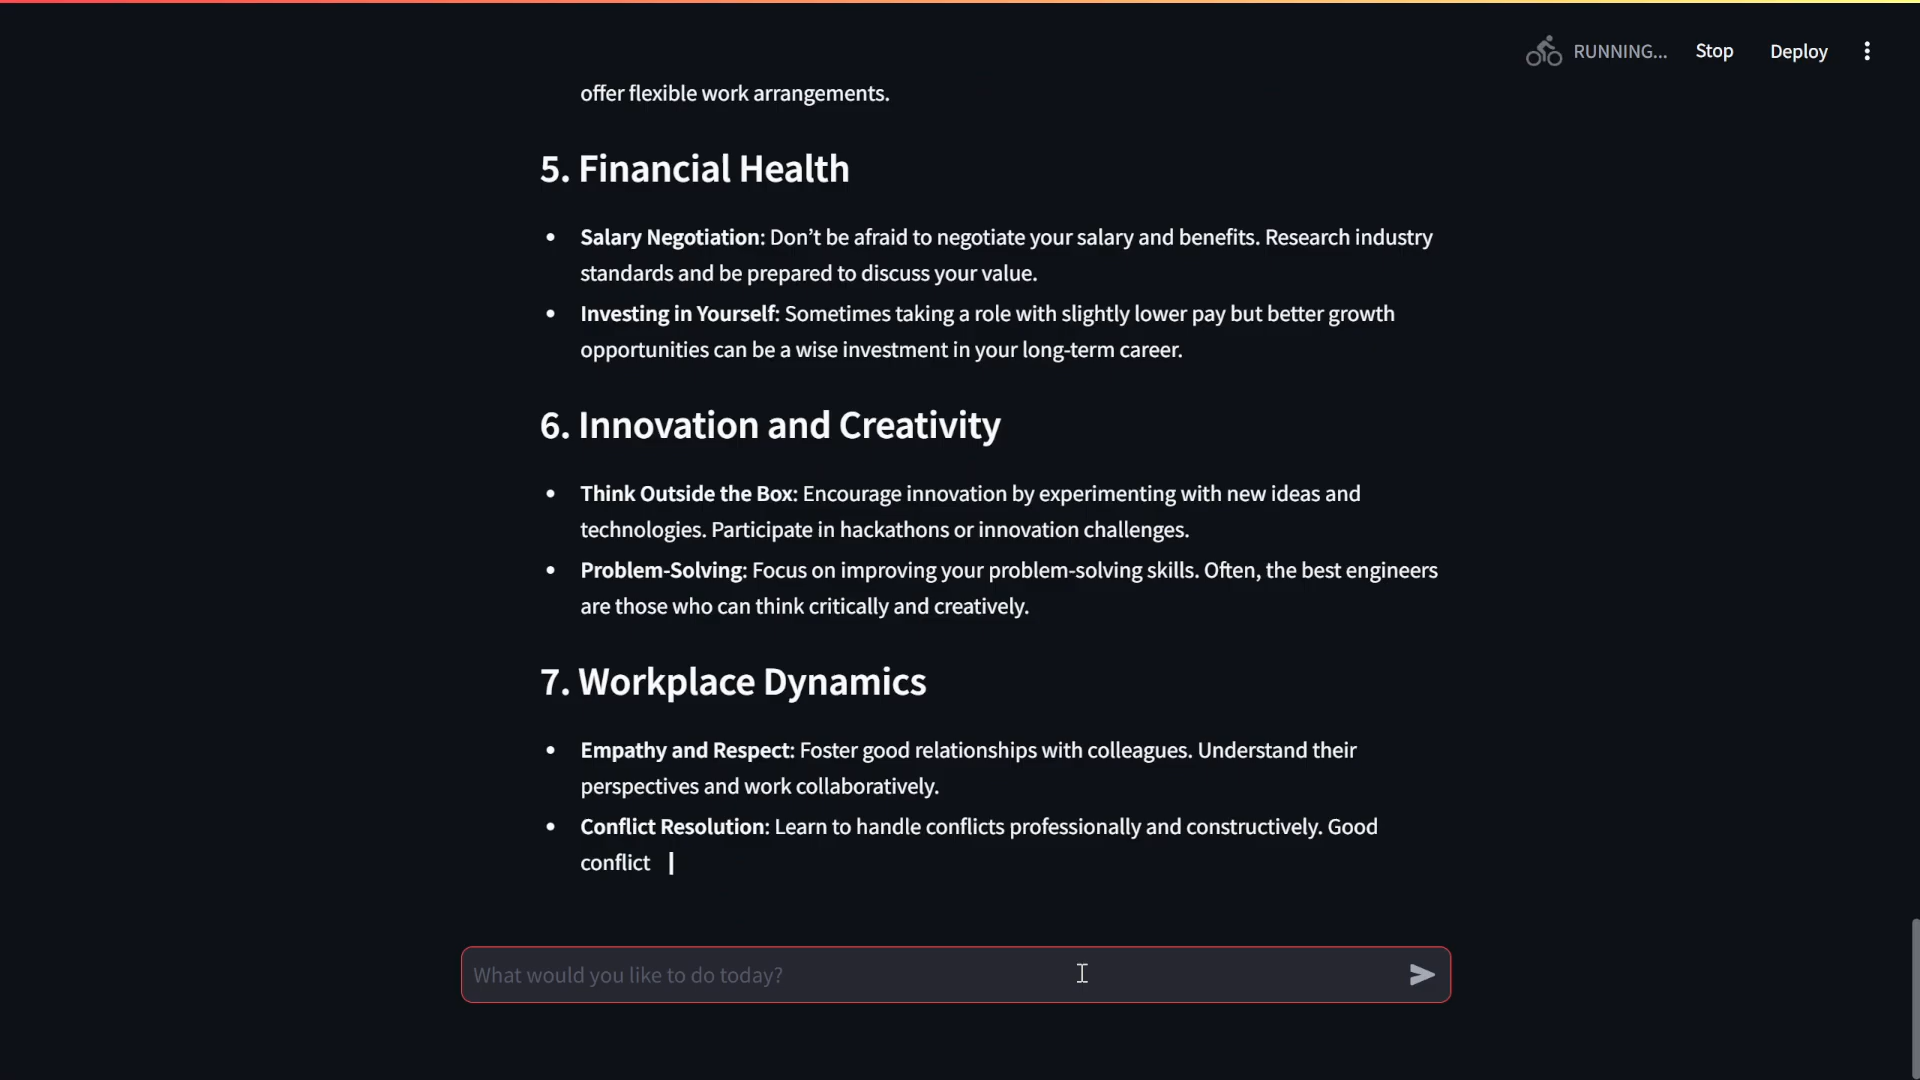 RUNNING...
Stop
Deploy
offer flexible work arrangements.
5. Financial Health
• Salary Negotiation: Don’t be afraid to negotiate your salary and benefits. Research industry
standards and be prepared to discuss your value.
• Investing in Yourself: Sometimes taking a role with slightly lower pay but better growth
opportunities can be a wise investment in your long-term career.
6. Innovation and Creativity
• Think Outside the Box: Encourage innovation by experimenting with new ideas and
technologies. Participate in hackathons or innovation challenges.
• Problem-Solving: Focus on improving your problem-solving skills. Often, the best engineers
are those who can think critically and creatively.
7. Workplace Dynamics
• Empathy and Respect: Foster good relationships with colleagues. Understand their
perspectives and work collaboratively.
• Conflict Resolution: Learn to handle conflicts professionally and constructively. Good
conflict
What would you like to do today?